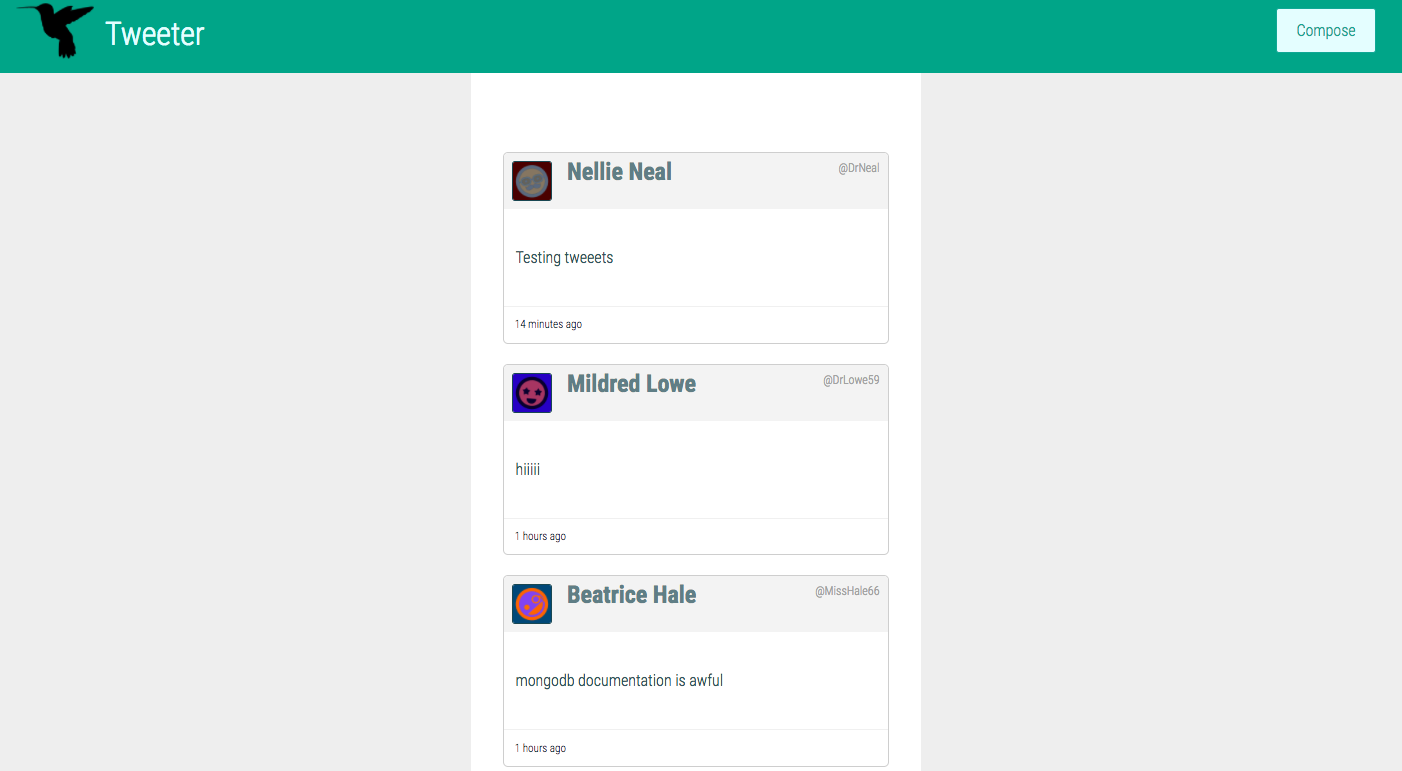 Tweeter
Compose
Nellie Neal
@DrNeal
Testing tweeets
14 minutes ago
Mildred Lowe
@DrLowe59
hiiiii
1 hours ago
Beatrice Hale
@MissHale66
mongodb documentation is awful
1 hours ago